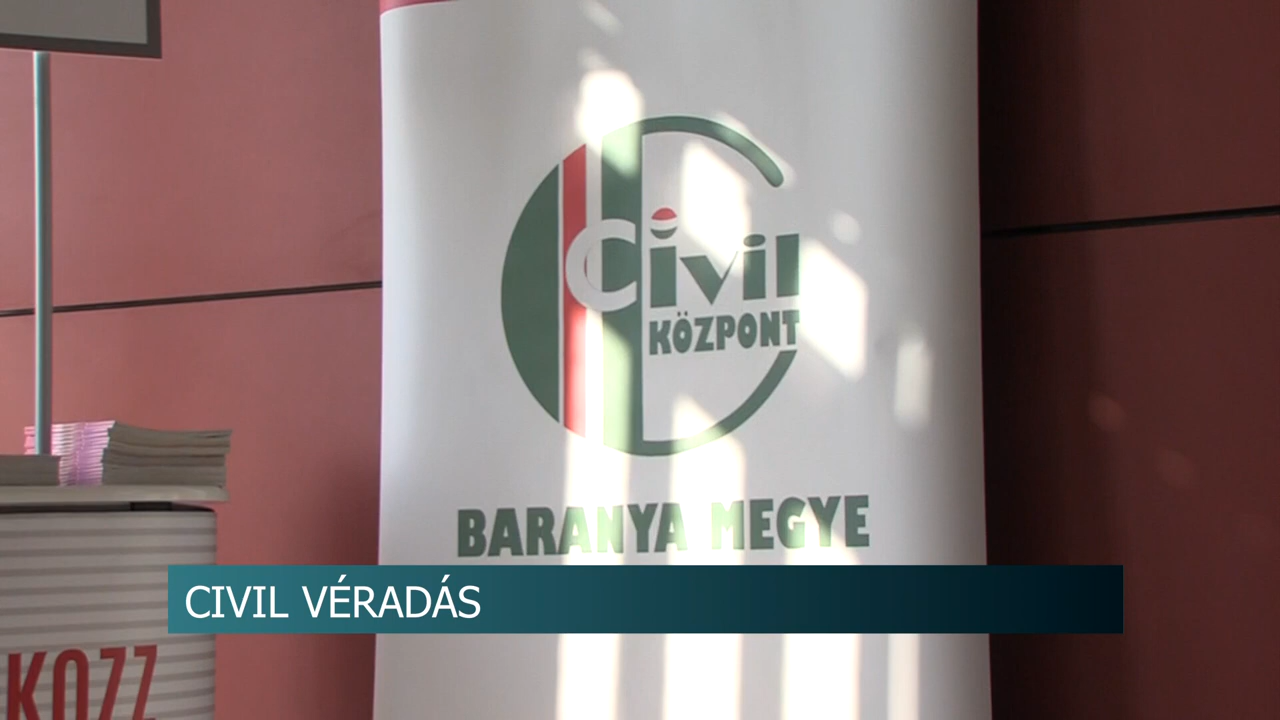 Civil
KÖZPONT
BARANYA MEGYE
CIVIL VÉRADÁS
KOZZ